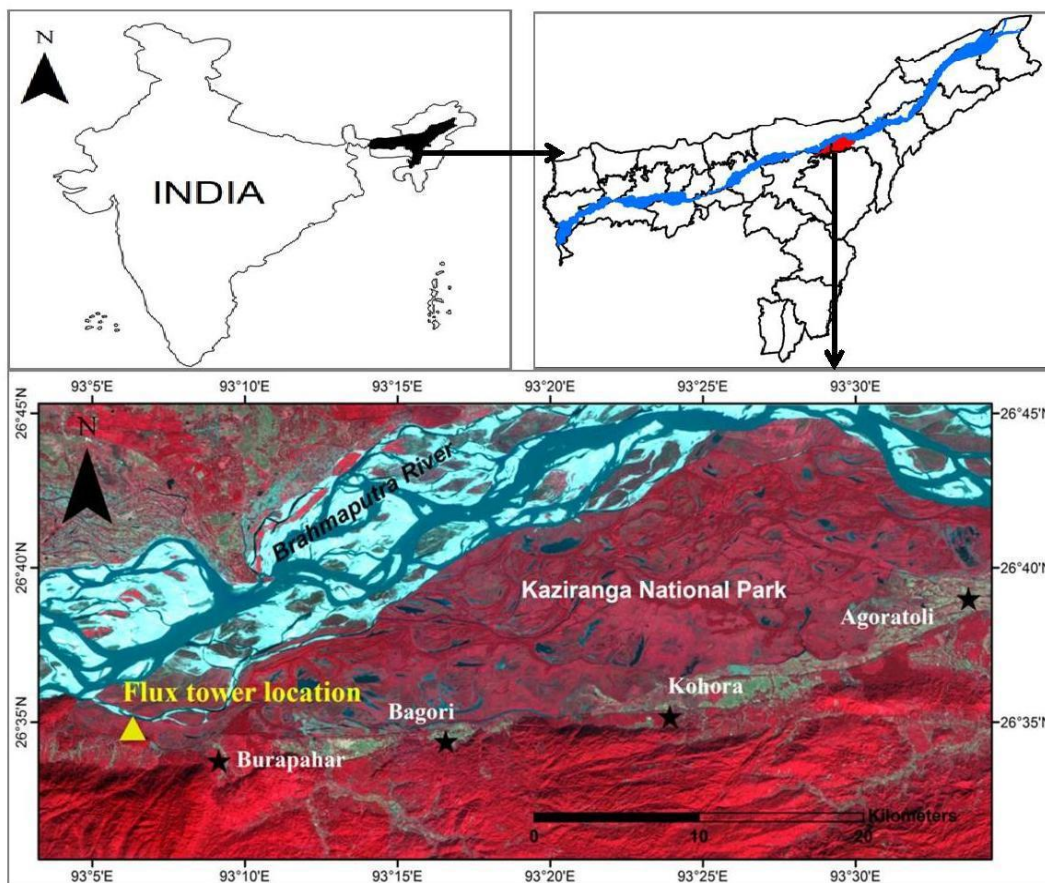 N
INDIA
93°5'E 93°10'E 93°15'E 93°20'E 93°25'E 93°30'E
26°45'N 26°45'N
N
Brahmaputra River
26°40'N 26°40'N
Kaziranga National Park
Agoratoli
Kohora
Flux tower location
Bagori
26°35'N 26°35'N
Burapahar
Kilometers
0 10 20
93°5'E 93°10'E 93°15'E 93°20'E 93°25'E 93°30'E